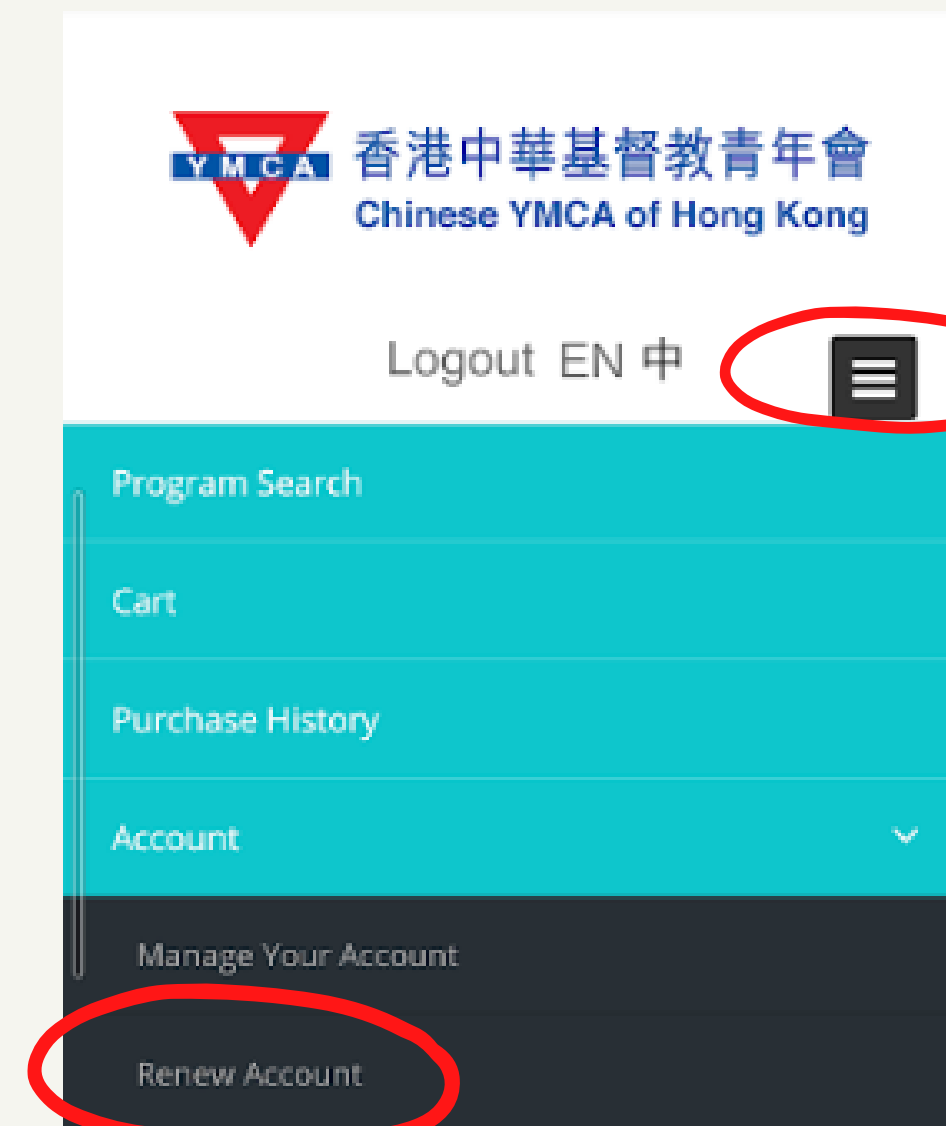 YMCA
香港中華基督教青年會
Chinese YMCA of Hong Kong
Logout EN 中
Program Search
Cart
Purchase History
Account
Manage Your Account
Renew Account